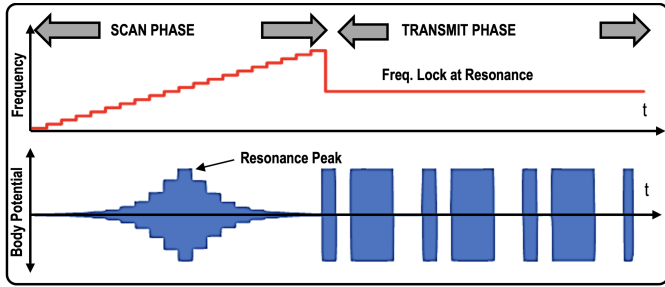 SCAN PHASE
TRANSMIT PHASE
Frequency
Freq. Lock at Resonance
t
Body Potential
Resonance Peak
t